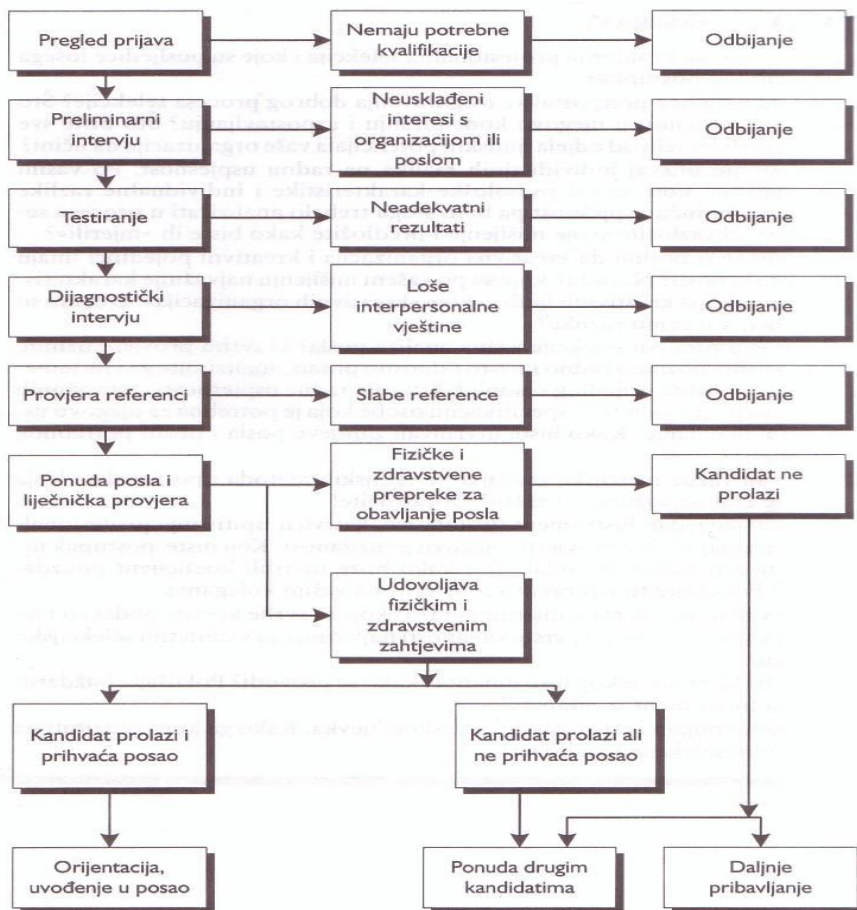 Pregled prijava
Nemaju potrebne
kvalifikacije
Odbijanje
Preliminarni
intervju
Neusklađeni
interesi s
organizacijom ili
poslom
Odbijanje
Testiranje
Neadekvatni
rezultati
Odbijanje
Dijagnostički
intervju
Loše
interpersonalne
vještine
Odbijanje
Provjera referenci
Slabe reference
Odbijanje
Ponuda posla i
liječnička provjera
Fizičke i
zdravstvene
prepreke za
obavljanje posla
Kandidat ne
prolazi
Udovoljava
fizičkim i
zdravstvenim
zahtjevima
Kandidat prolazi i
prihvaća posao
Kandidat prolazi ali
ne prihvaća posao
Orijentacija,
uvođenje u posao
Ponuda drugim
kandidatima
Daljnje
pribavljanje